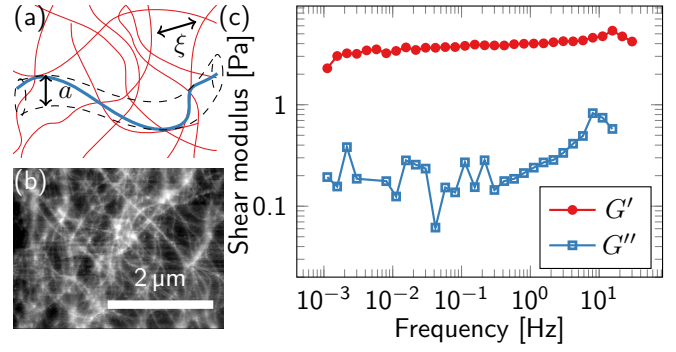 (a)
ξ
a
(b)
2 µm
(c)
Shear modulus [Pa]
1
0.1
G′
G′′
10⁻³
10⁻²
10⁻¹
10⁰
10¹
Frequency [Hz]